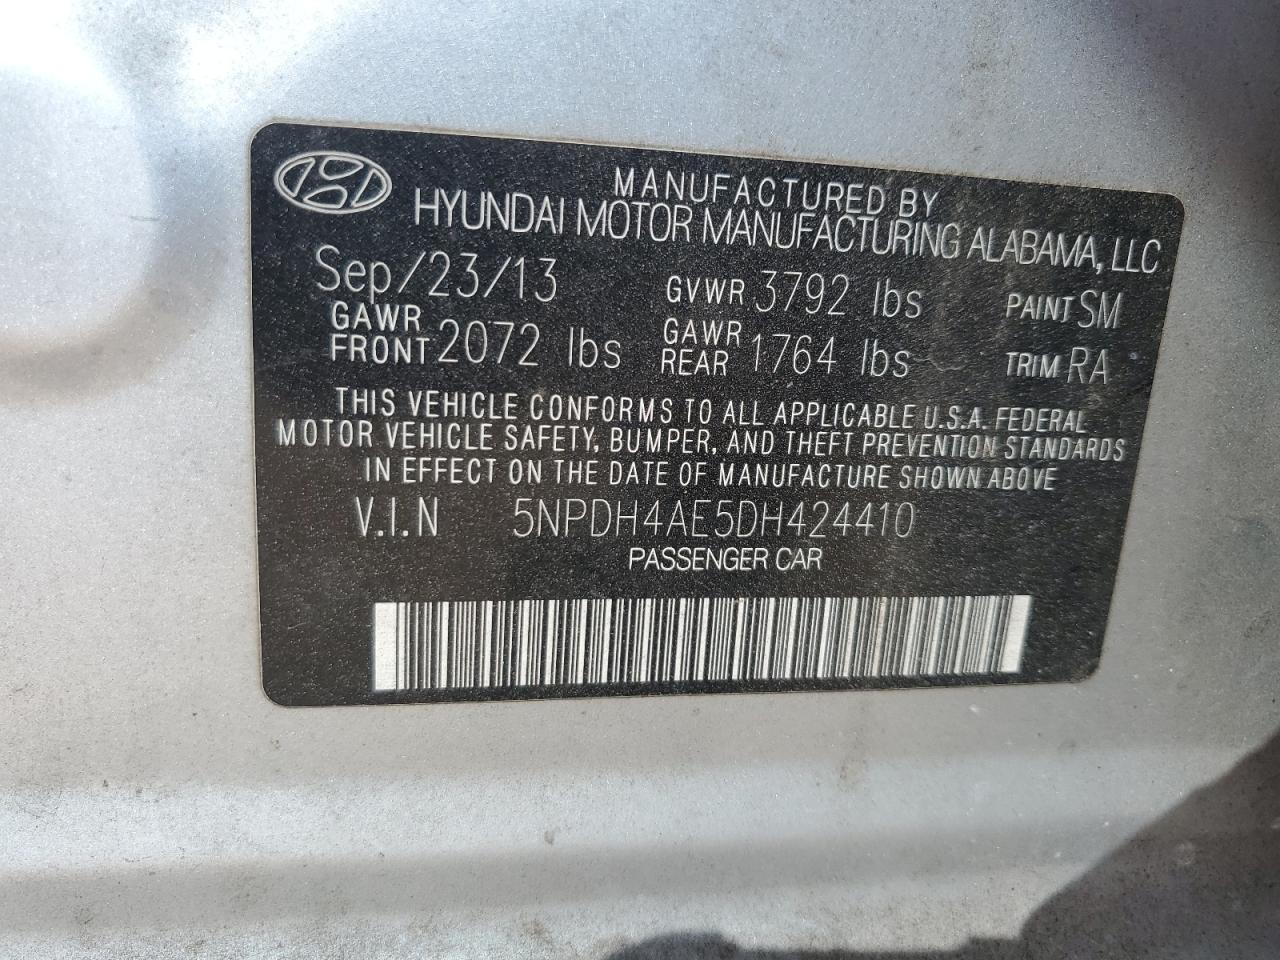 MANUFACTURED BY
HYUNDAI MOTOR MANUFACTURING ALABAMA, LLC
Sep/23/13 GVWR 3792 lbs PAINT SM
GAWR FRONT 2072 lbs GAWR REAR 1764 lbs TRIM RA
THIS VEHICLE CONFORMS TO ALL APPLICABLE U.S.A. FEDERAL
MOTOR VEHICLE SAFETY, BUMPER, AND THEFT PREVENTION STANDARDS
IN EFFECT ON THE DATE OF MANUFACTURE SHOWN ABOVE
V.I.N 5NPDH4AE5DH424410
PASSENGER CAR